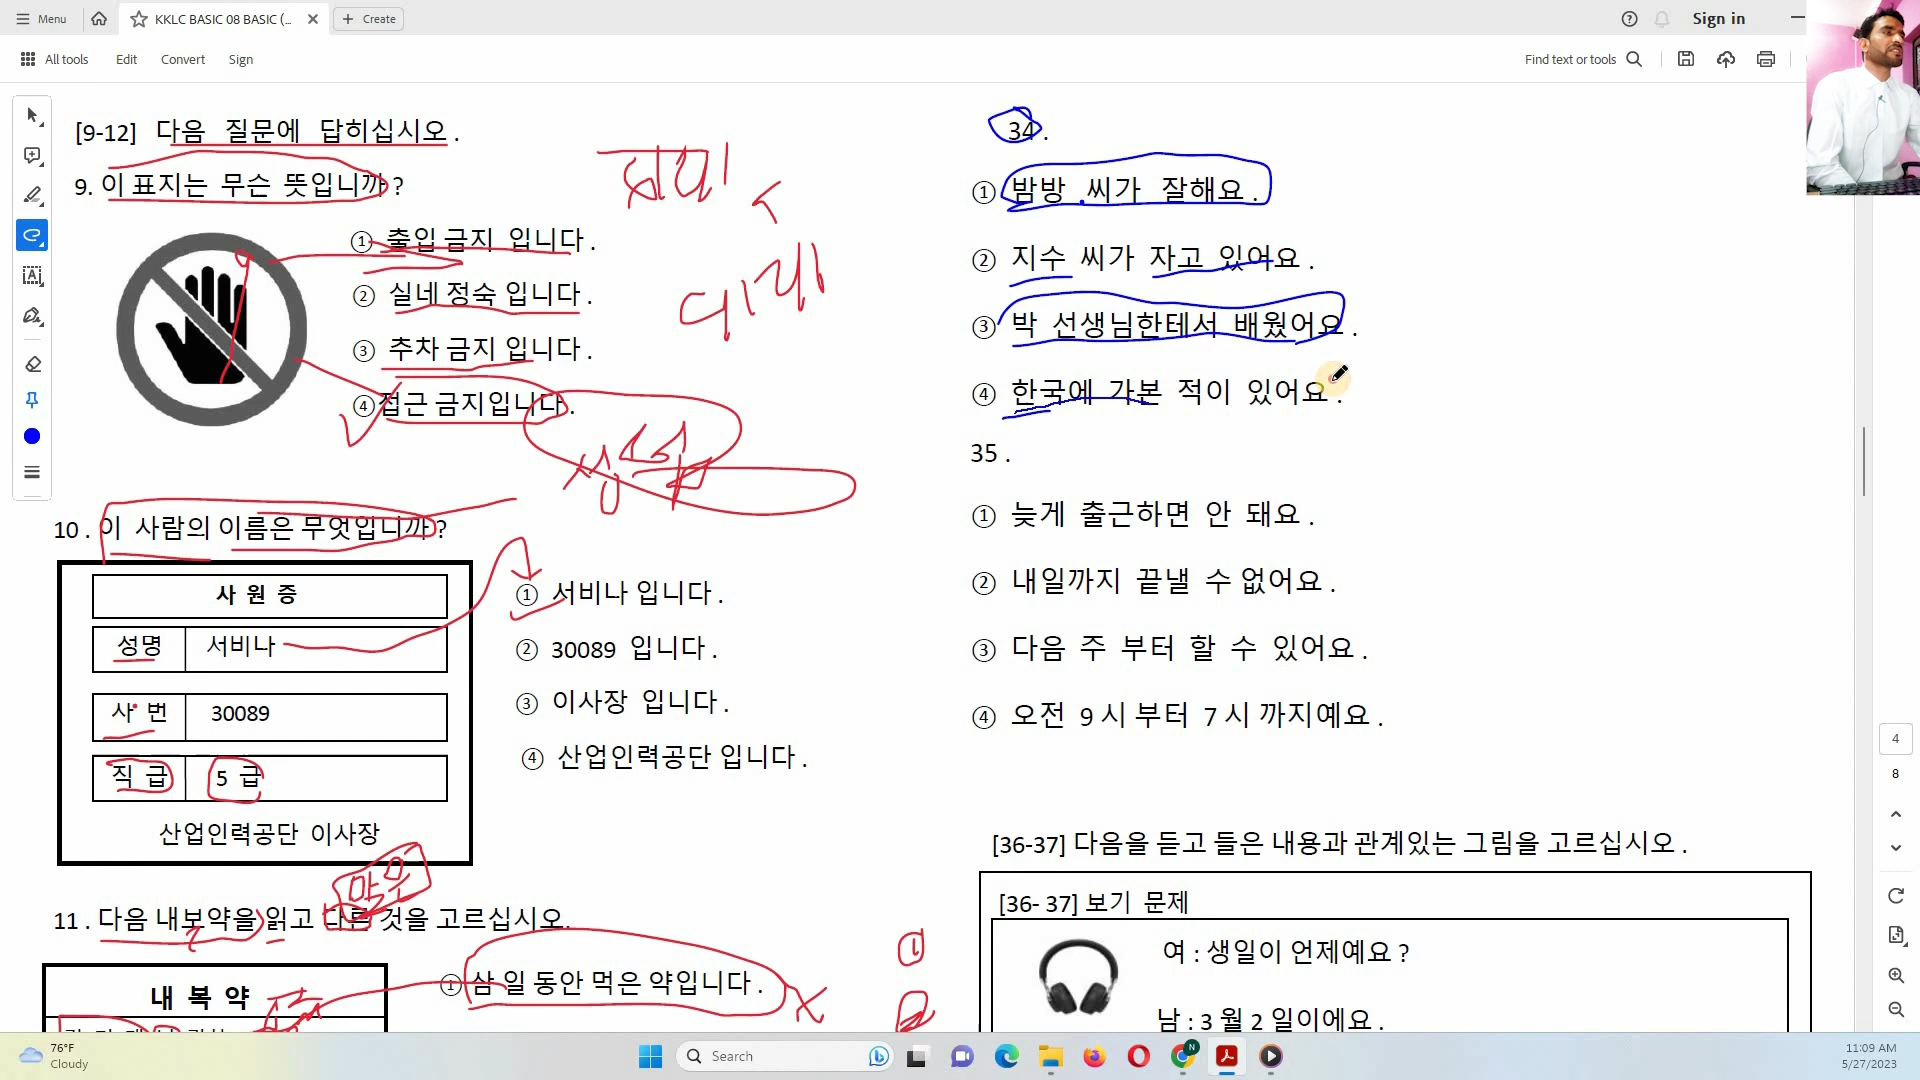 Menu
KKLC BASIC 08 BASIC (...
Create
Sign in
All tools
Edit
Convert
Sign
Find text or tools
[9-12] 다음 질문에 답히십시오 .
9. 이 표지는 무슨 뜻입니까 ?
① 출입 금지 입니다 .
② 실네 정숙 입니다 .
③ 추차 금지 입니다 .
④ 접근 금지입니다 .
10 . 이 사람의 이름은 무엇입니까 ?
사 원 증
성명 서비나
사 번 30089
직 급 5 급
산업인력공단 이사장
① 서비나 입니다 .
② 30089 입니다 .
③ 이사장 입니다 .
④ 산업인력공단 입니다 .
11 . 다음 내보약을 읽고 다른 것을 고르십시오.
내 복 약
① 삼 일 동안 먹은 약입니다 .
34 .
① 밤방 .씨가 잘해요 .
② 지수 씨가 자고 있어요 .
③ 박 선생님한테서 배웠어요 .
④ 한국에 가본 적이 있어요 .
35 .
① 늦게 출근하면 안 돼요 .
② 내일까지 끝낼 수 없어요 .
③ 다음 주 부터 할 수 있어요 .
④ 오전 9 시 부터 7 시 까지예요 .
[36-37] 다음을 듣고 들은 내용과 관계있는 그림을 고르십시오 .
[36- 37] 보기 문제
여 : 생일이 언제예요 ?
남 : 3 월 2 일이에요 .
4
8
76°F
Cloudy
Search
11:09 AM
5/27/2023